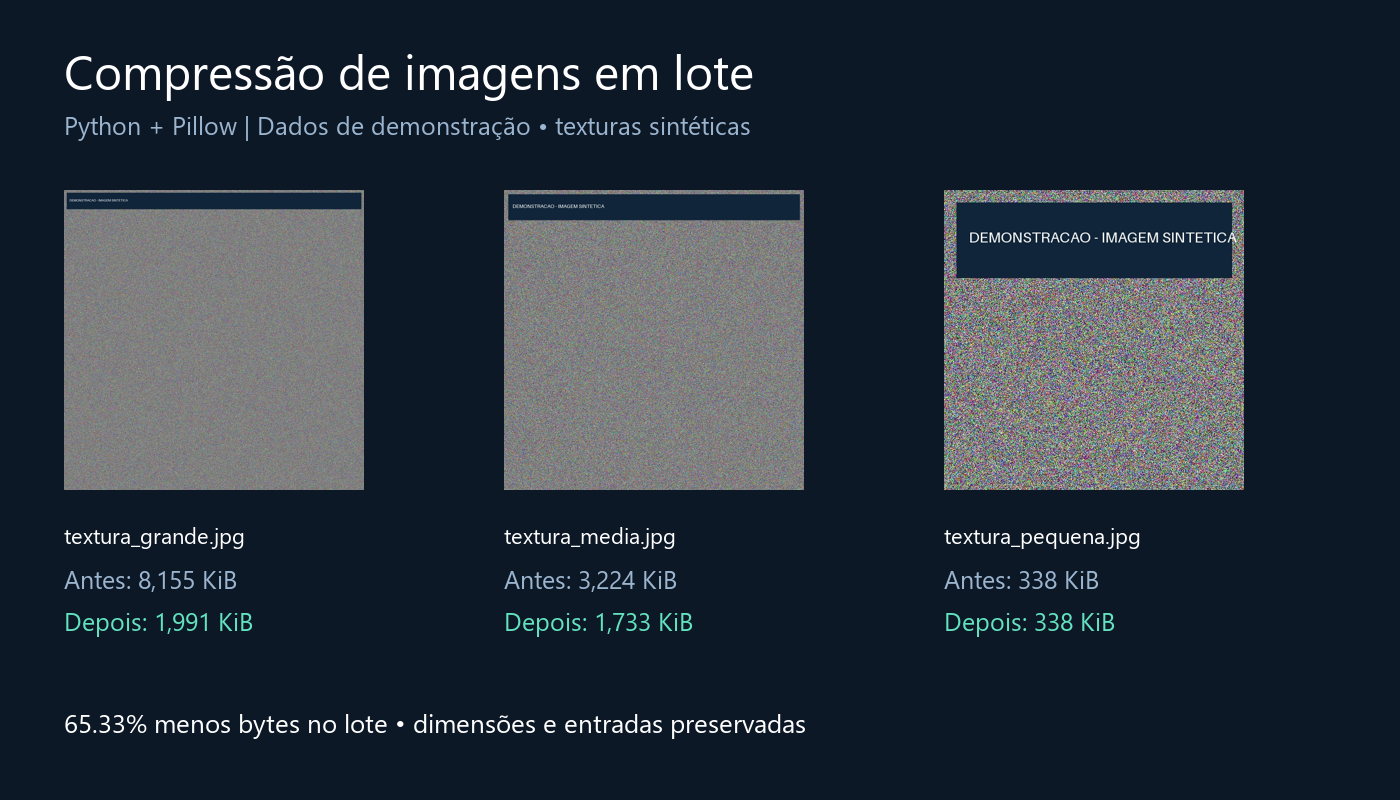 Compressão de imagens em lote
Python + Pillow | Dados de demonstração • texturas sintéticas
DEMONSTRACAO - IMAGEM SINTETICA
DEMONSTRACAO - IMAGEM SINTETICA
DEMONSTRACAO - IMAGEM SINTETICA
textura_grande.jpg
Antes: 8,155 KiB
Depois: 1,991 KiB
textura_media.jpg
Antes: 3,224 KiB
Depois: 1,733 KiB
textura_pequena.jpg
Antes: 338 KiB
Depois: 338 KiB
65.33% menos bytes no lote • dimensões e entradas preservadas